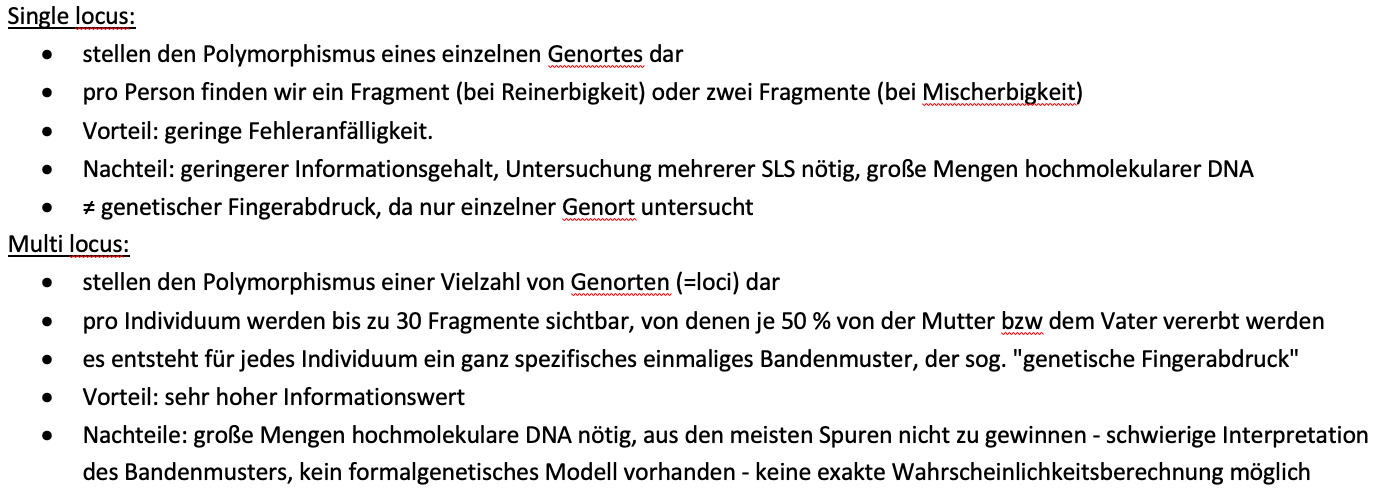 Single locus:
• stellen den Polymorphismus eines einzelnen Genortes dar
• pro Person finden wir ein Fragment (bei Reinerbigkeit) oder zwei Fragmente (bei Mischerbigkeit)
• Vorteil: geringe Fehleranfälligkeit.
• Nachteil: geringerer Informationsgehalt, Untersuchung mehrerer SLS nötig, große Mengen hochmolekularer DNA
• ≠ genetischer Fingerabdruck, da nur einzelner Genort untersucht
Multi locus:
• stellen den Polymorphismus einer Vielzahl von Genorten (=loci) dar
• pro Individuum werden bis zu 30 Fragmente sichtbar, von denen je 50 % von der Mutter bzw dem Vater vererbt werden
• es entsteht für jedes Individuum ein ganz spezifisches einmaliges Bandenmuster, der sog. "genetische Fingerabdruck"
• Vorteil: sehr hoher Informationswert
• Nachteile: große Mengen hochmolekulare DNA nötig, aus den meisten Spuren nicht zu gewinnen - schwierige Interpretation
des Bandenmusters, kein formalgenetisches Modell vorhanden - keine exakte Wahrscheinlichkeitsberechnung möglich